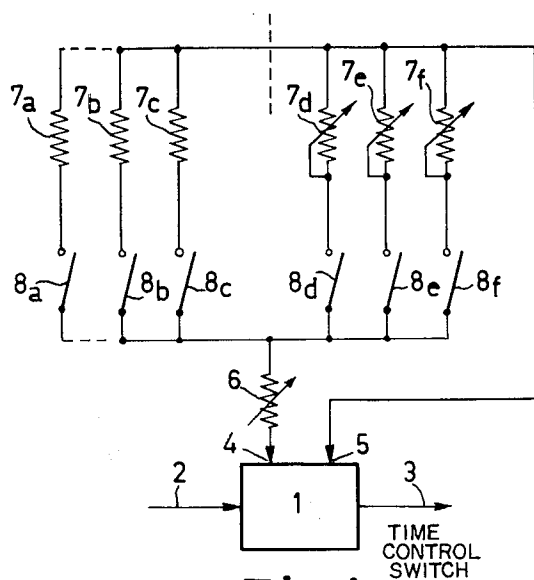 7a 7b 7c 7d 7e 7f
8a 8b 8c 8d 8e 8f
6
4 5
2 1 3
TIME
CONTROL
SWITCH